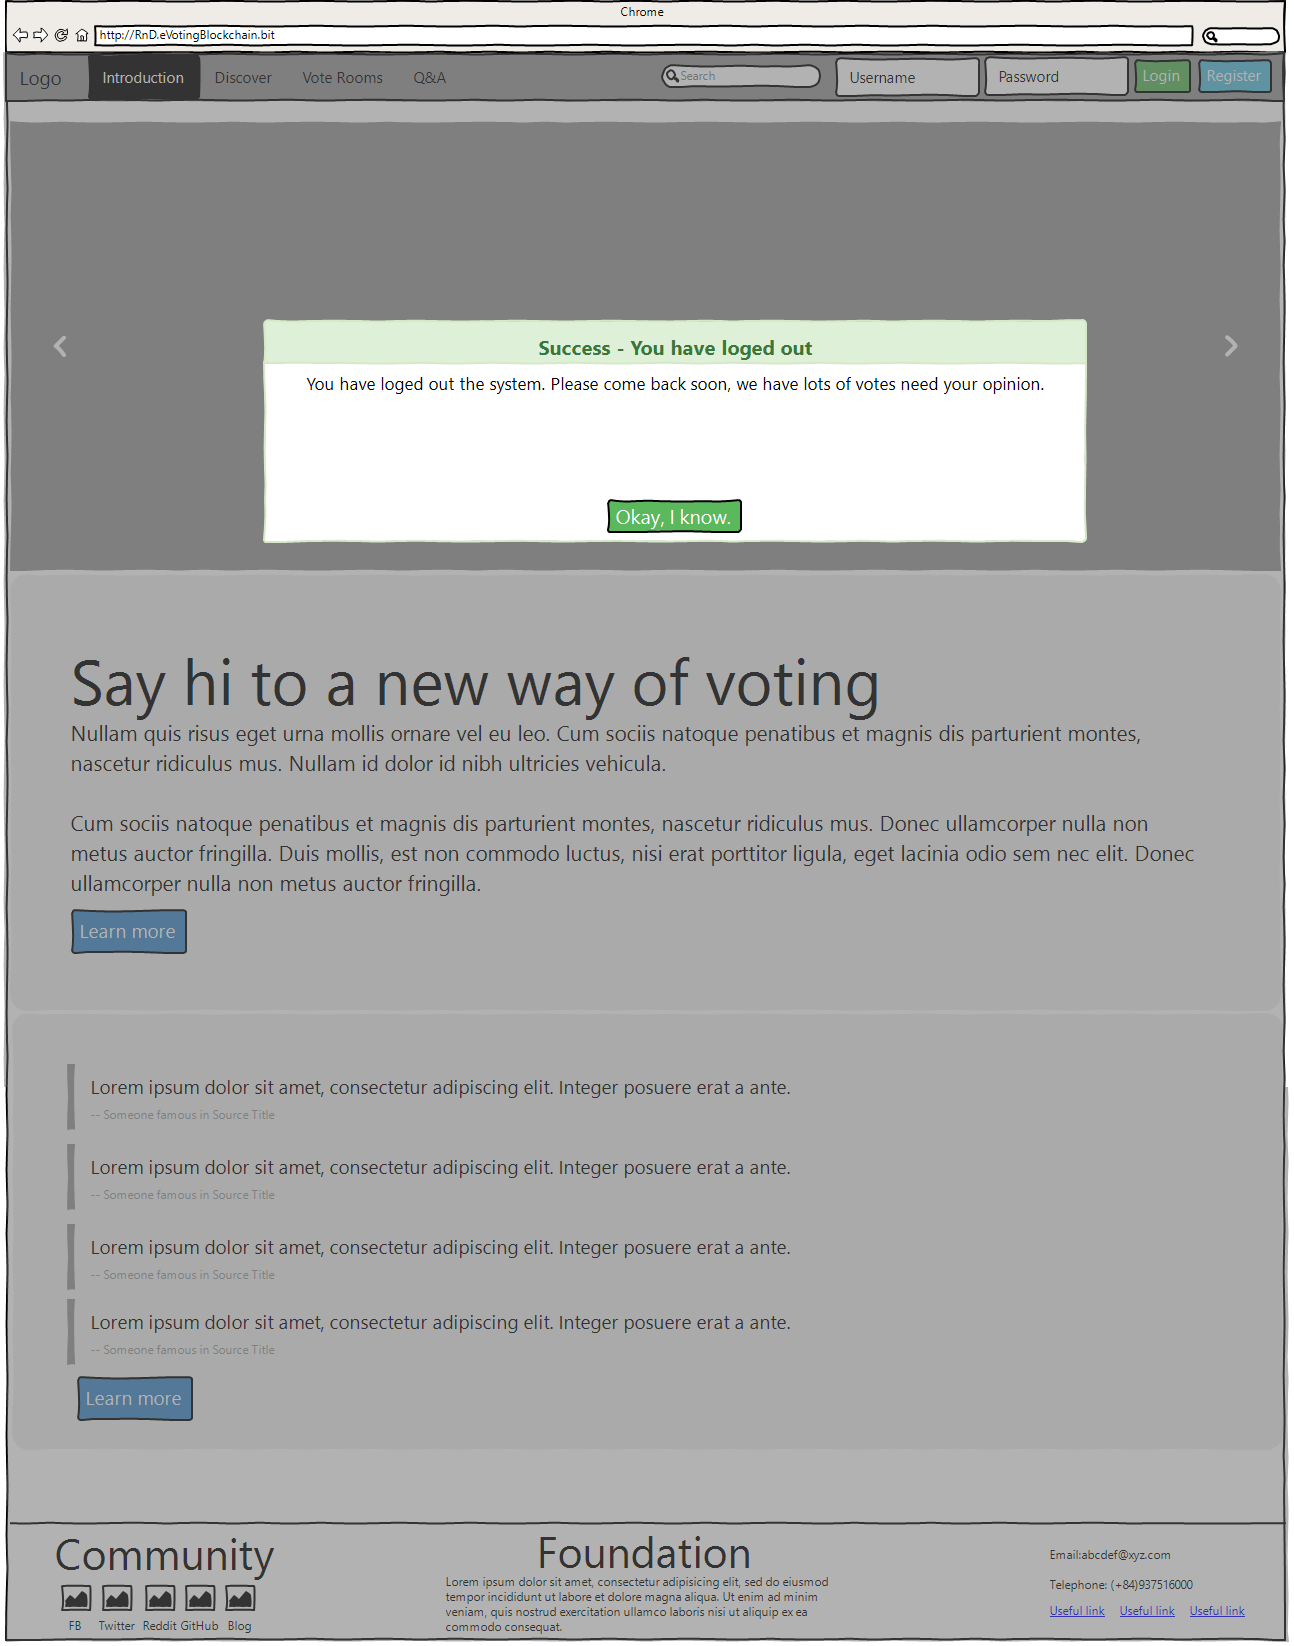 Chrome
http://RnD.eVotingBlockchain.bit
Logo Introduction Discover Vote Rooms Q&A Search Username Password Login Register
Success - You have loged out
You have loged out the system. Please come back soon, we have lots of votes need your opinion.
Okay, I know.
Say hi to a new way of voting
Nullam quis risus eget urna mollis ornare vel eu leo. Cum sociis natoque penatibus et magnis dis parturient montes,
nascetur ridiculus mus. Nullam id dolor id nibh ultricies vehicula.
Cum sociis natoque penatibus et magnis dis parturient montes, nascetur ridiculus mus. Donec ullamcorper nulla non
metus auctor fringilla. Duis mollis, est non commodo luctus, nisi erat porttitor ligula, eget lacinia odio sem nec elit. Donec
ullamcorper nulla non metus auctor fringilla.
Learn more
Lorem ipsum dolor sit amet, consectetur adipiscing elit. Integer posuere erat a ante.
-- Someone famous in Source Title
Lorem ipsum dolor sit amet, consectetur adipiscing elit. Integer posuere erat a ante.
-- Someone famous in Source Title
Lorem ipsum dolor sit amet, consectetur adipiscing elit. Integer posuere erat a ante.
-- Someone famous in Source Title
Lorem ipsum dolor sit amet, consectetur adipiscing elit. Integer posuere erat a ante.
-- Someone famous in Source Title
Learn more
Community
FB Twitter Reddit GitHub Blog
Foundation
Lorem ipsum dolor sit amet, consectetur adipisicing elit, sed do eiusmod
tempor incididunt ut labore et dolore magna aliqua. Ut enim ad minim
veniam, quis nostrud exercitation ullamco laboris nisi ut aliquip ex ea
commodo consequat.
Email:abcdef@xyz.com
Telephone: (+84)937516000
Useful link Useful link Useful link